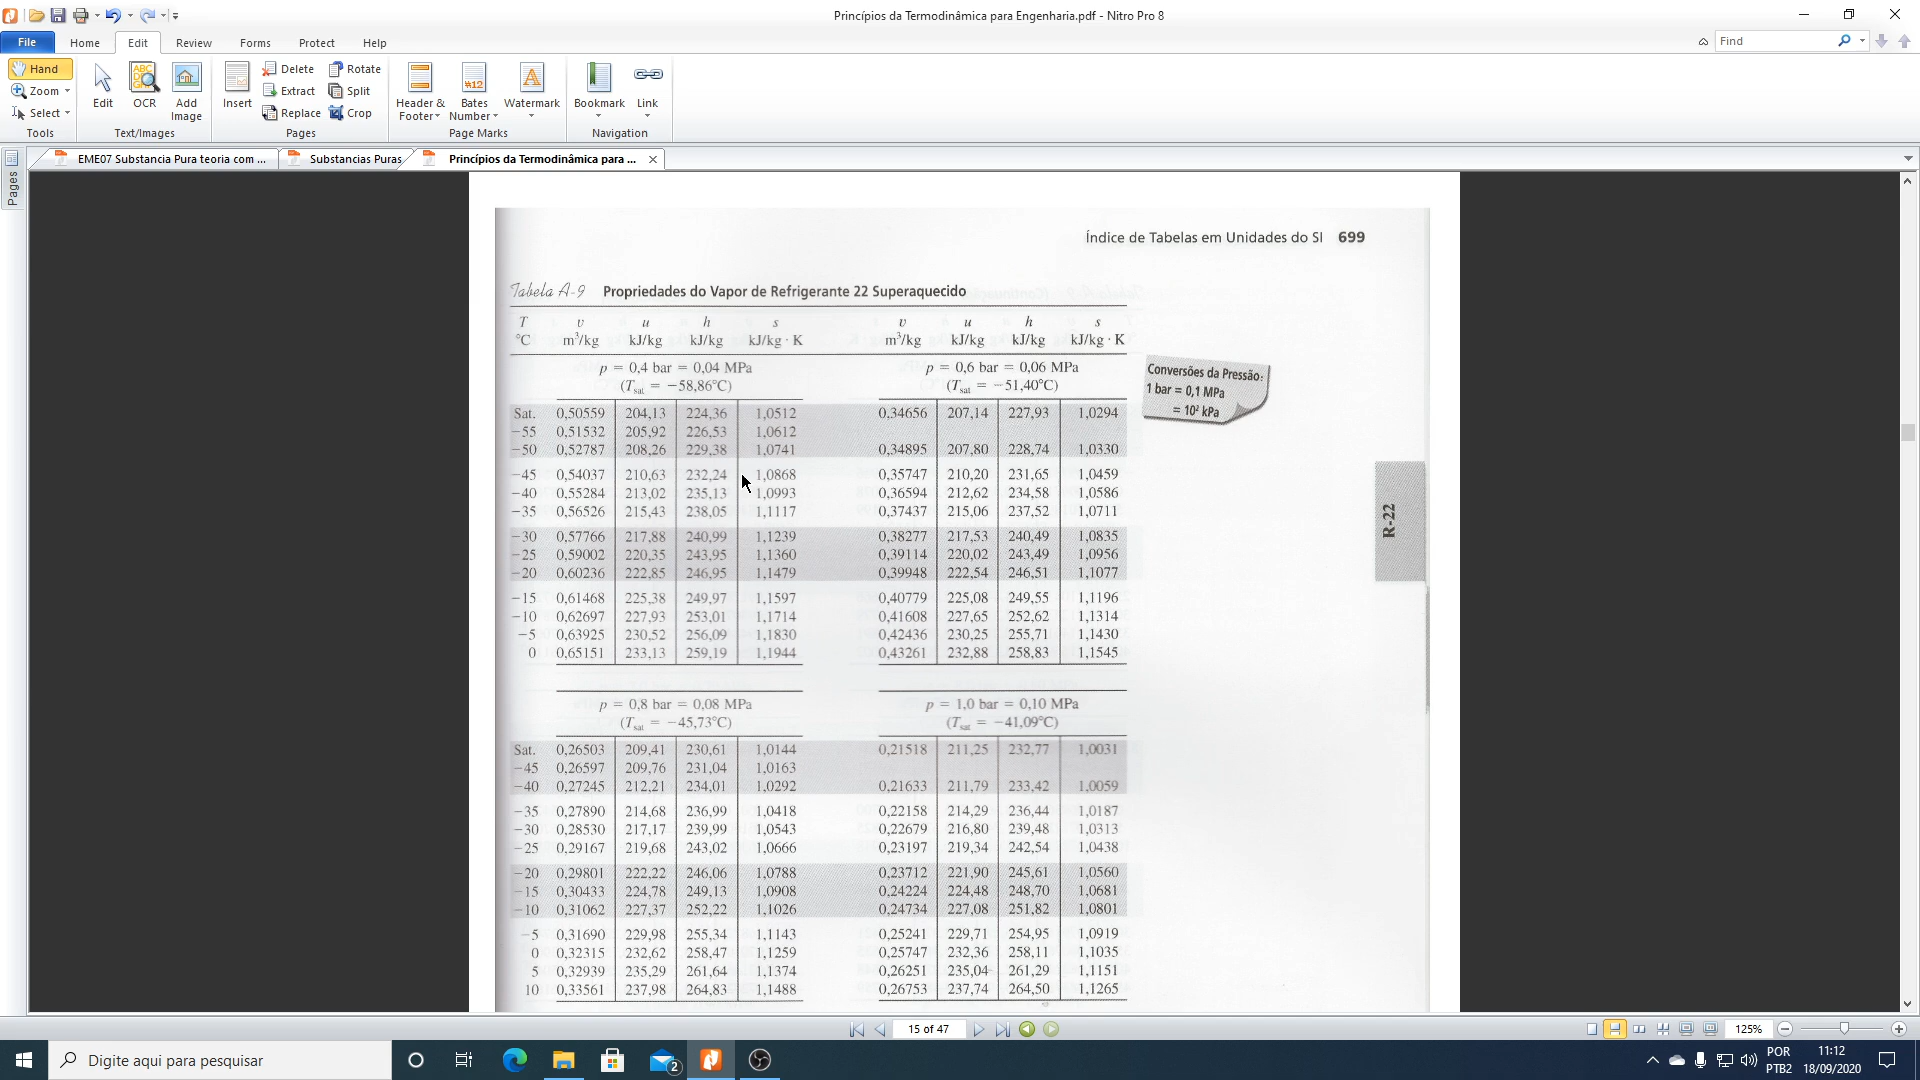 Princípios da Termodinâmica para Engenharia.pdf - Nitro Pro 8
File Home Edit Review Forms Protect Help
Find
Hand
Zoom
Select
Tools
Edit OCR Add Image
Text/Images
Insert Delete Extract Replace Rotate Split Crop
Pages
Header & Footer Bates Number Watermark
Page Marks
Bookmark Link
Navigation
EME07 Substancia Pura teoria com ... Substancias Puras Princípios da Termodinâmica para ...
Pages
Índice de Tabelas em Unidades do SI 699
Tabela A-9 Propriedades do Vapor de Refrigerante 22 Superaquecido
T v u h s v u h s
°C m³/kg kJ/kg kJ/kg kJ/kg · K m³/kg kJ/kg kJ/kg kJ/kg · K
p = 0,4 bar = 0,04 MPa p = 0,6 bar = 0,06 MPa
(Tsat = −58,86°C) (Tsat = −51,40°C)
Sat. 0,50559 204,13 224,36 1,0512 0,34656 207,14 227,93 1,0294
−55 0,51532 205,92 226,53 1,0612
−50 0,52787 208,26 229,38 1,0741 0,34895 207,80 228,74 1,0330
−45 0,54037 210,63 232,24 1,0868 0,35747 210,20 231,65 1,0459
−40 0,55284 213,02 235,13 1,0993 0,36594 212,62 234,58 1,0586
−35 0,56526 215,43 238,05 1,1117 0,37437 215,06 237,52 1,0711
−30 0,57766 217,88 240,99 1,1239 0,38277 217,53 240,49 1,0835
−25 0,59002 220,35 243,95 1,1360 0,39114 220,02 243,49 1,0956
−20 0,60236 222,85 246,95 1,1479 0,39948 222,54 246,51 1,1077
−15 0,61468 225,38 249,97 1,1597 0,40779 225,08 249,55 1,1196
−10 0,62697 227,93 253,01 1,1714 0,41608 227,65 252,62 1,1314
−5 0,63925 230,52 256,09 1,1830 0,42436 230,25 255,71 1,1430
0 0,65151 233,13 259,19 1,1944 0,43261 232,88 258,83 1,1545
p = 0,8 bar = 0,08 MPa p = 1,0 bar = 0,10 MPa
(Tsat = −45,73°C) (Tsat = −41,09°C)
Sat. 0,26503 209,41 230,61 1,0144 0,21518 211,25 232,77 1,0031
−45 0,26597 209,76 231,04 1,0163
−40 0,27245 212,21 234,01 1,0292 0,21633 211,79 233,42 1,0059
−35 0,27890 214,68 236,99 1,0418 0,22158 214,29 236,44 1,0187
−30 0,28530 217,17 239,99 1,0543 0,22679 216,80 239,48 1,0313
−25 0,29167 219,68 243,02 1,0666 0,23197 219,34 242,54 1,0438
−20 0,29801 222,22 246,06 1,0788 0,23712 221,90 245,61 1,0560
−15 0,30433 224,78 249,13 1,0908 0,24224 224,48 248,70 1,0681
−10 0,31062 227,37 252,22 1,1026 0,24734 227,08 251,82 1,0801
−5 0,31690 229,98 255,34 1,1143 0,25241 229,71 254,95 1,0919
0 0,32315 232,62 258,47 1,1259 0,25747 232,36 258,11 1,1035
5 0,32939 235,29 261,64 1,1374 0,26251 235,04 261,29 1,1151
10 0,33561 237,98 264,83 1,1488 0,26753 237,74 264,50 1,1265
Conversões da Pressão:
1 bar = 0,1 MPa
= 10² kPa
R-22
15 of 47
125%
Digite aqui para pesquisar
2
POR
PTB2
11:12
18/09/2020